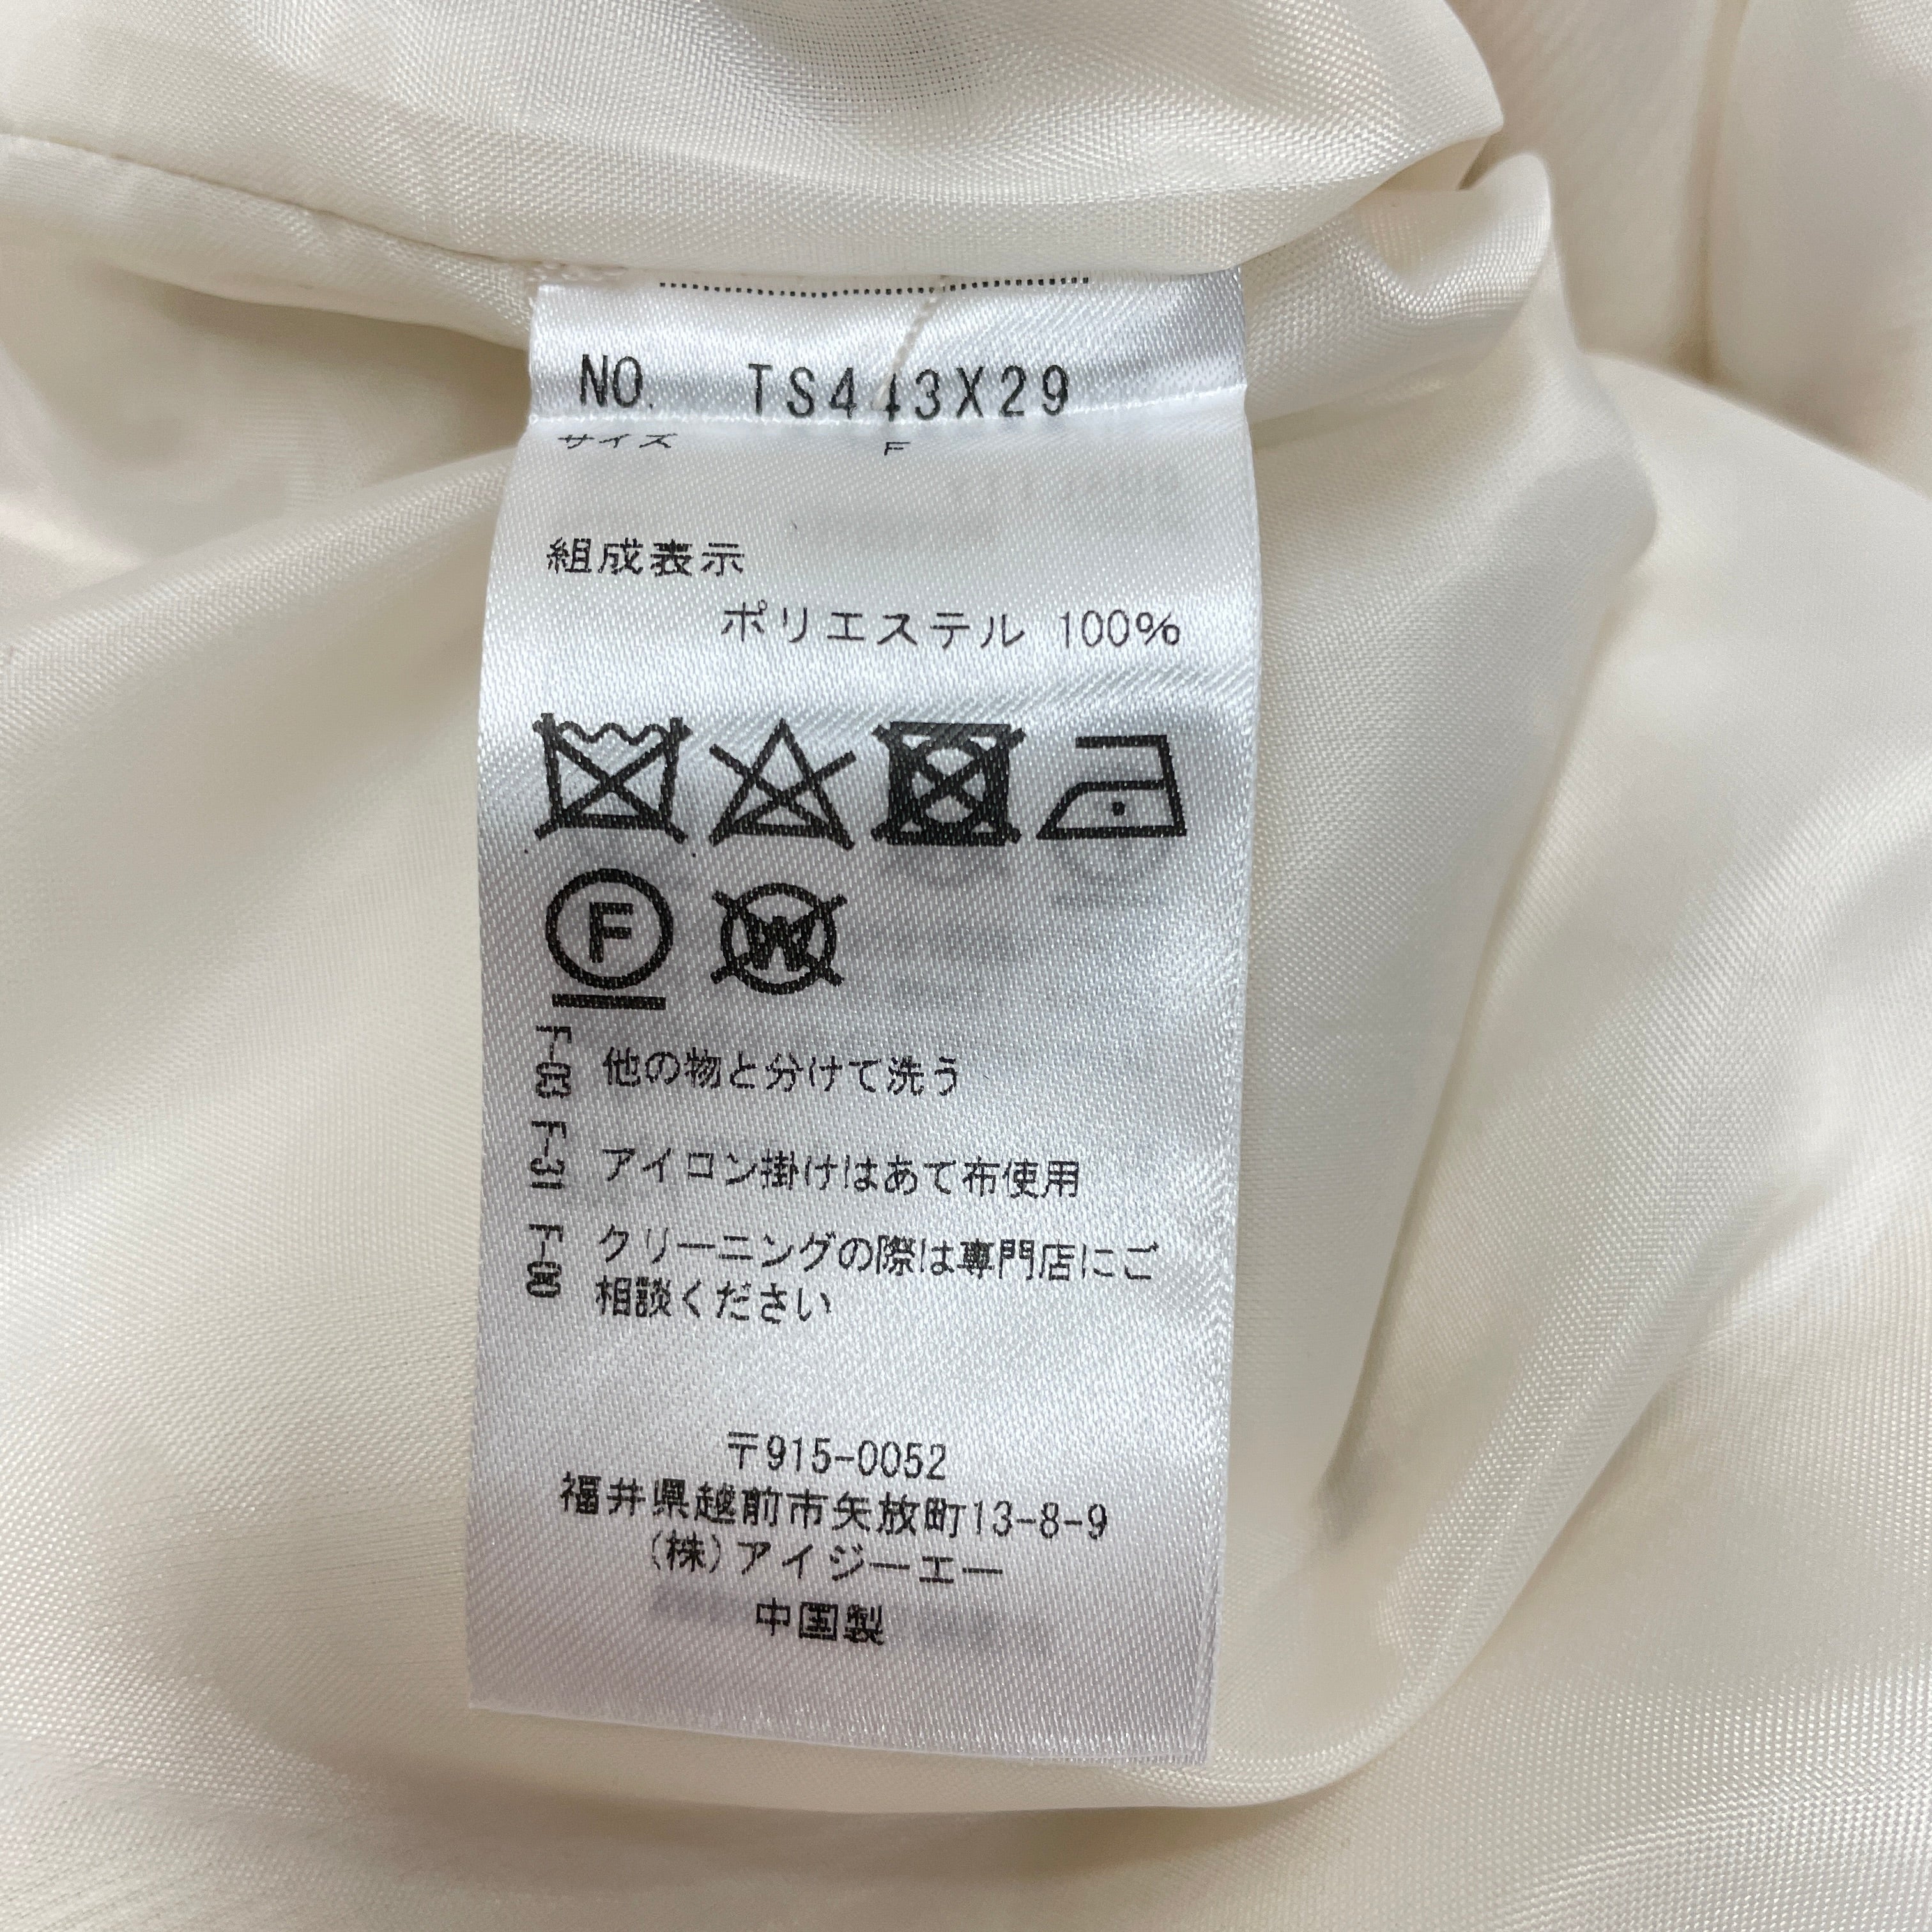 NO. TS443X29
サイズ F
組成表示
ポリエステル 100%
F
W
F-03 他の物と分けて洗う
F-31 アイロン掛けはあて布使用
クリーニングの際は専門店にご
相談ください
〒915-0052
福井県越前市矢放町13-8-9
(株)アイジーエー
中国製